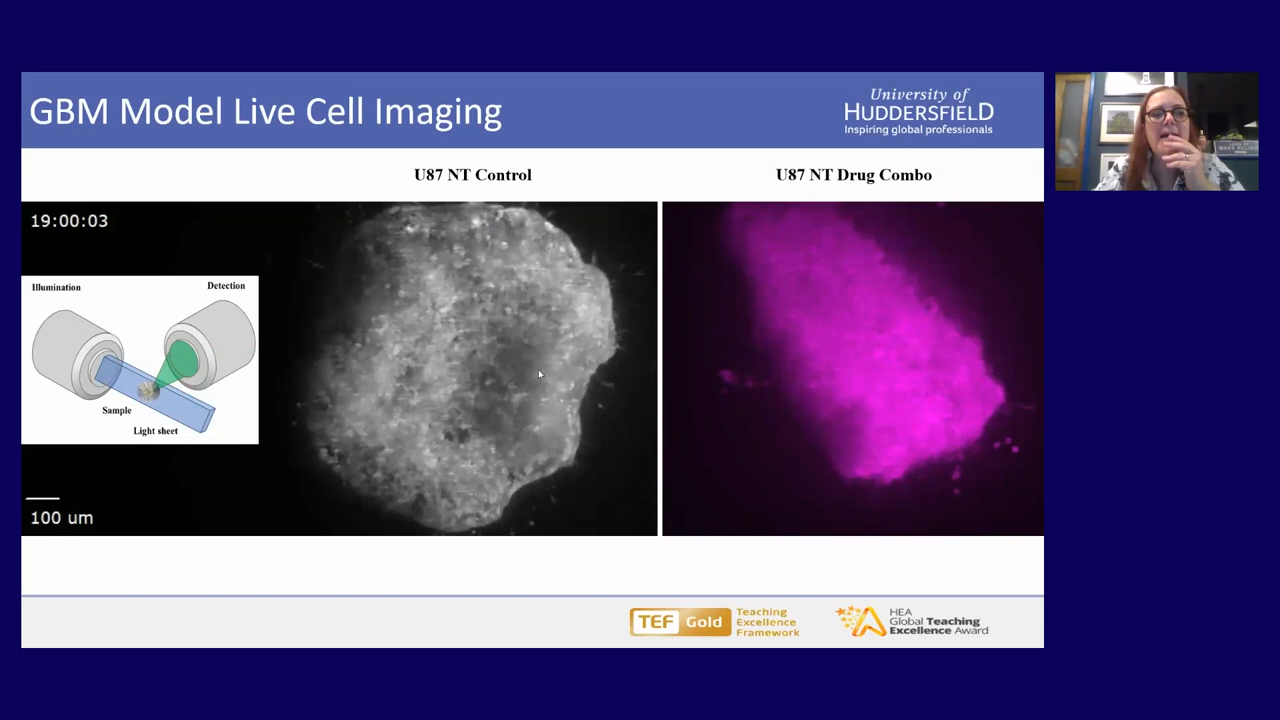 GBM Model Live Cell Imaging
University of
HUDDERSFIELD
Inspiring global professionals
U87 NT Control
U87 NT Drug Combo
19:00:03
Illumination
Detection
Sample
Light sheet
100 um
TEF Gold
Teaching
Excellence
Framework
HEA
Global Teaching
Excellence Award